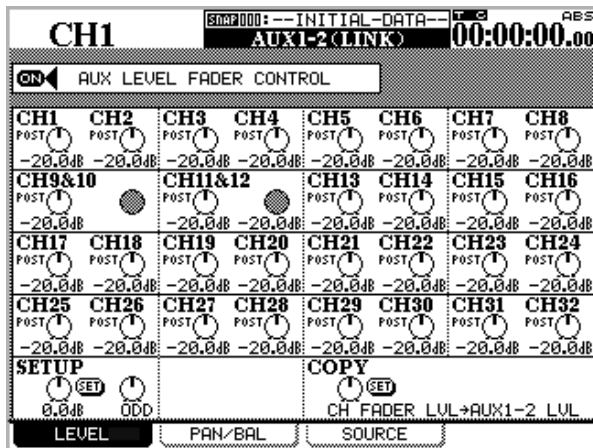 CH1 SNAP000:--INITIAL-DATA-- T C ABS
AUX1-2(LINK) 00:00:00.00
ON AUX LEVEL FADER CONTROL
CH1 CH2 CH3 CH4 CH5 CH6 CH7 CH8
POST POST POST POST POST POST POST POST
-20.0dB -20.0dB -20.0dB -20.0dB -20.0dB -20.0dB -20.0dB -20.0dB
CH9&10 CH11&12 CH13 CH14 CH15 CH16
POST POST POST POST POST POST
-20.0dB -20.0dB -20.0dB -20.0dB -20.0dB -20.0dB -20.0dB
CH17 CH18 CH19 CH20 CH21 CH22 CH23 CH24
POST POST POST POST POST POST POST POST
-20.0dB -20.0dB -20.0dB -20.0dB -20.0dB -20.0dB -20.0dB -20.0dB
CH25 CH26 CH27 CH28 CH29 CH30 CH31 CH32
POST POST POST POST POST POST POST POST
-20.0dB -20.0dB -20.0dB -20.0dB -20.0dB -20.0dB -20.0dB -20.0dB
SETUP COPY
SET SET
0.0dB ODD CH FADER LVL→AUX1-2 LVL
LEVEL PAN/BAL SOURCE